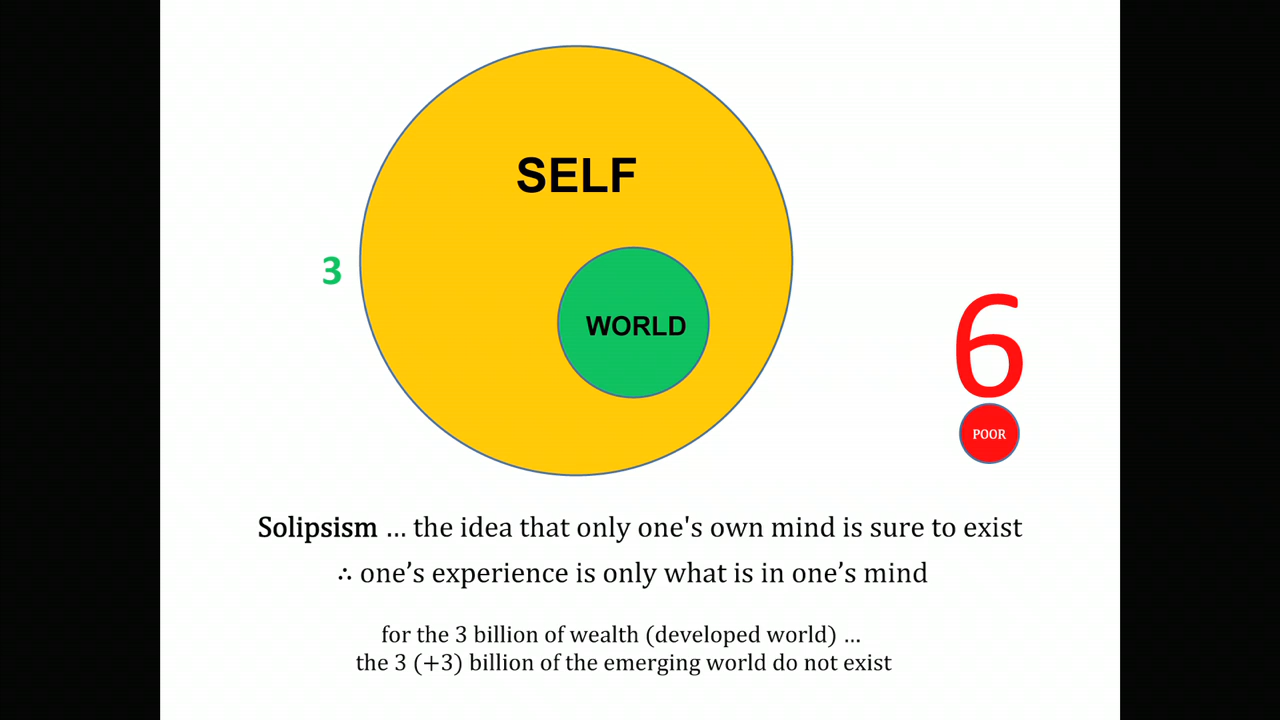 SELF
3
WORLD
6
POOR
Solipsism ... the idea that only one's own mind is sure to exist
∴ one’s experience is only what is in one’s mind
for the 3 billion of wealth (developed world) ...
the 3 (+3) billion of the emerging world do not exist